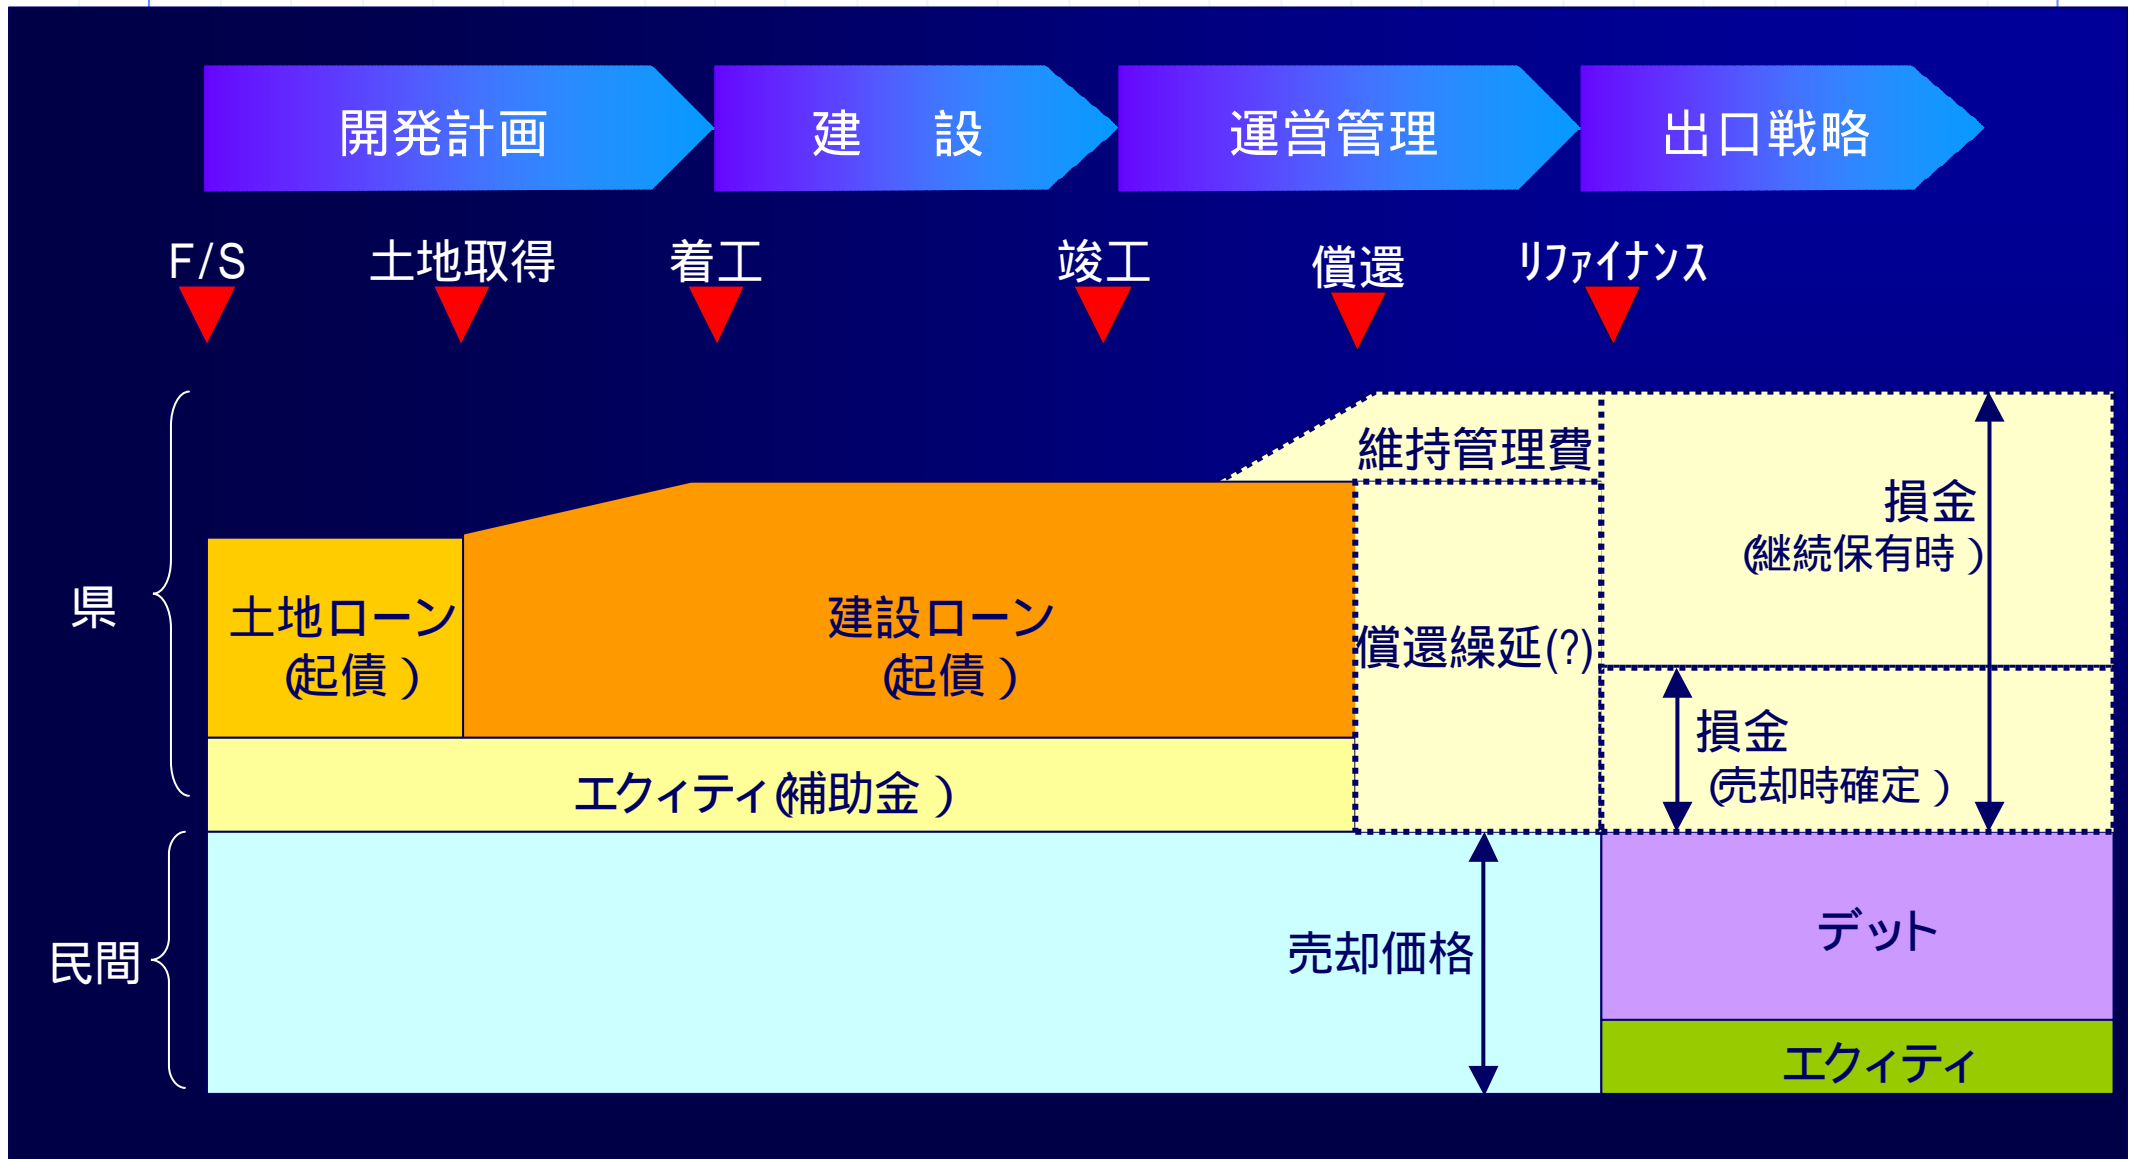 開発計画
建 設
運営管理
出口戦略
F/S
土地取得
着工
竣工
償還
リファイナンス
維持管理費
損金
(継続保有時)
県
土地ローン
(起債)
建設ローン
(起債)
償還繰延(?)
損金
(売却時確定)
エクィティ(補助金)
民間
売却価格
デット
エクィティ